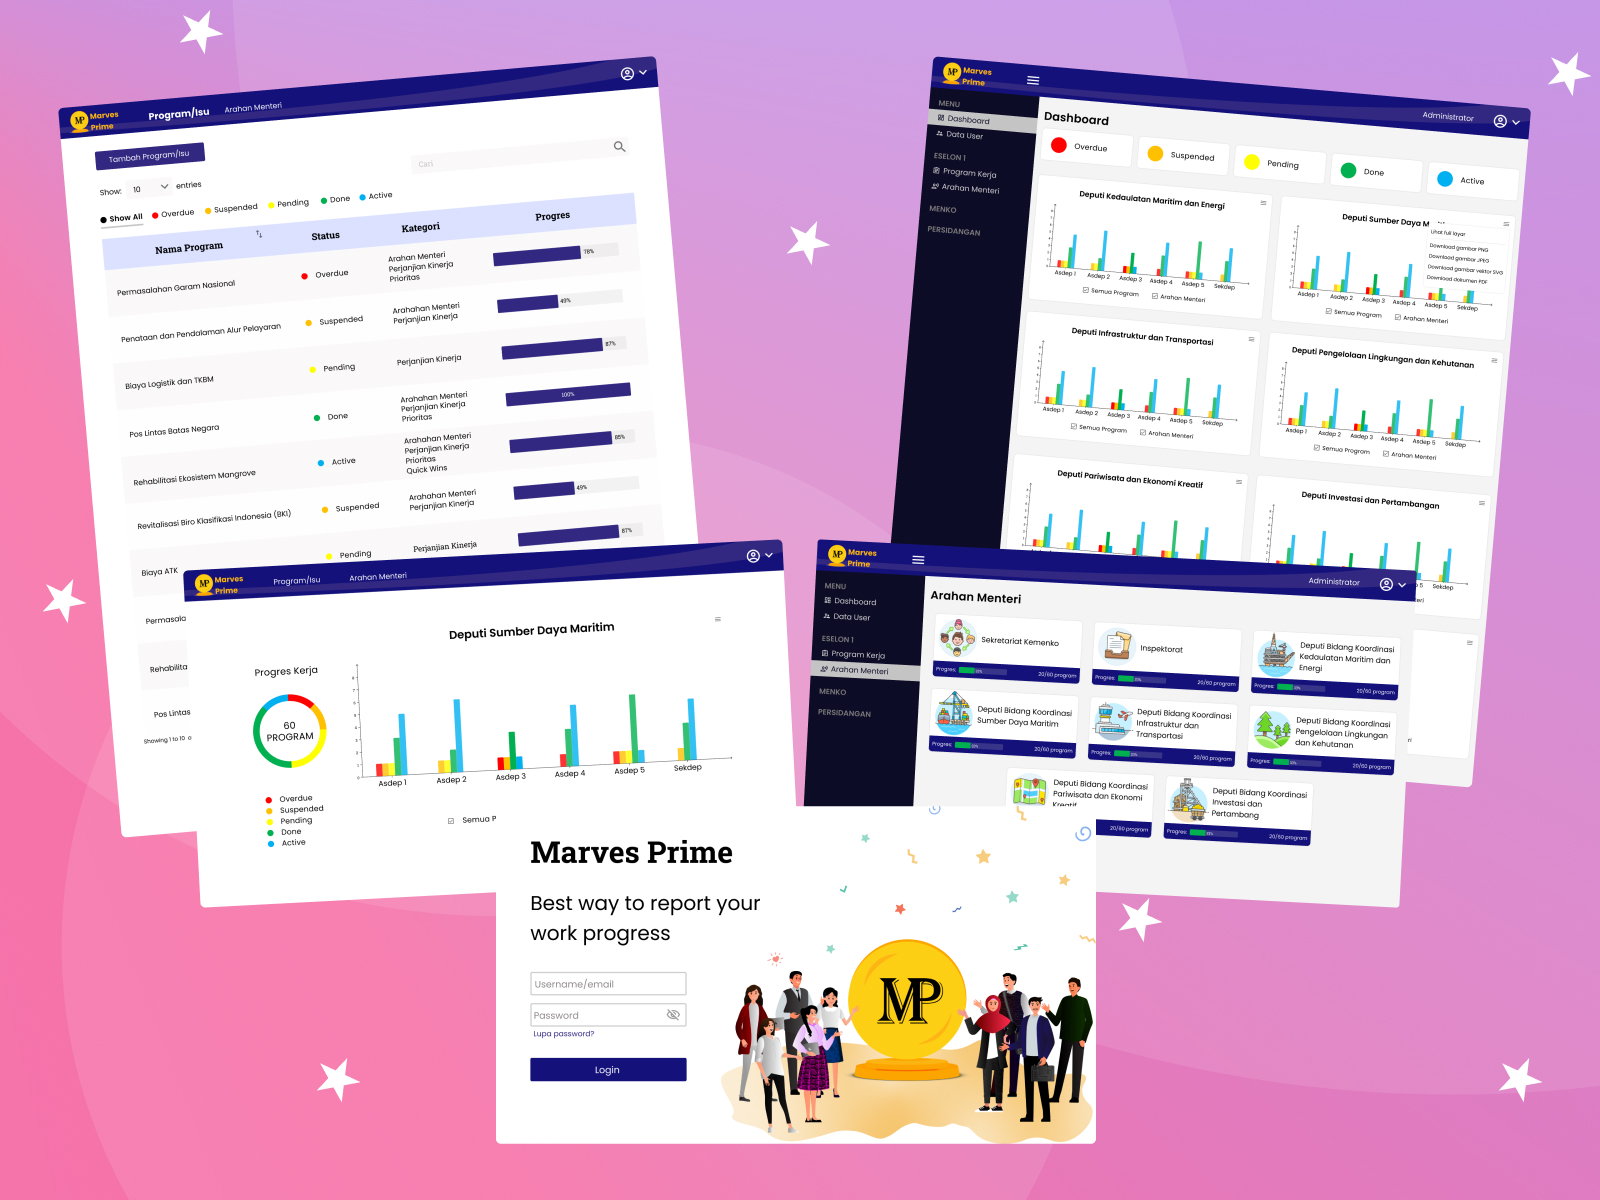 Marves
Prime
Program/Isu
Arahan Menteri
Tambah Program/Isu
Cari
Show:
10
entries
Show All
Overdue
Suspended
Pending
Done
Active
Nama Program
Status
Kategori
Progres
Permasalahan Garam Nasional
Overdue
Arahan Menteri
Perjanjian Kinerja
Prioritas
78%
Penataan dan Pendalaman Alur Pelayaran
Suspended
Arahahan Menteri
Perjanjian Kinerja
49%
Biaya Logistik dan TKBM
Pending
Perjanjian Kinerja
87%
Pos Lintas Batas Negara
Done
Arahahan Menteri
Perjanjian Kinerja
Prioritas
100%
Rehabilitasi Ekosistem Mangrove
Active
Arahahan Menteri
Perjanjian Kinerja
Prioritas
Quick Wins
85%
Revitalisasi Biro Klasifikasi Indonesia (BKI)
Suspended
Arahahan Menteri
Perjanjian Kinerja
49%
Biaya ATK
Pending
Perjanjian Kinerja
87%
Permasala
Rehabilita
Pos Lintas
Showing 1 to 10 o
Marves
Prime
Administrator
MENU
Dashboard
Data User
ESELON 1
Program Kerja
Arahan Menteri
MENKO
PERSIDANGAN
Dashboard
Overdue
Suspended
Pending
Done
Active
Deputi Kedaulatan Maritim dan Energi
Asdep 1
Asdep 2
Asdep 3
Asdep 4
Asdep 5
Sekdep
Semua Program
Arahan Menteri
Deputi Sumber Daya M
Lihat full layar
Download gambar PNG
Download gambar JPEG
Download gambar vektor SVG
Download dokumen PDF
Asdep 1
Asdep 2
Asdep 3
Asdep 4
Asdep 5
Sekdep
Semua Program
Arahan Menteri
Deputi Infrastruktur dan Transportasi
Asdep 1
Asdep 2
Asdep 3
Asdep 4
Asdep 5
Sekdep
Semua Program
Arahan Menteri
Deputi Pengelolaan Lingkungan dan Kehutanan
Asdep 1
Asdep 2
Asdep 3
Asdep 4
Asdep 5
Sekdep
Semua Program
Arahan Menteri
Deputi Pariwisata dan Ekonomi Kreatif
Deputi Investasi dan Pertambangan
Sekdep
Marves
Prime
Program/Isu
Arahan Menteri
Deputi Sumber Daya Maritim
Progres Kerja
60
PROGRAM
Overdue
Suspended
Pending
Done
Active
Asdep 1
Asdep 2
Asdep 3
Asdep 4
Asdep 5
Sekdep
Semua P
Marves
Prime
Administrator
MENU
Dashboard
Data User
ESELON 1
Program Kerja
Arahan Menteri
MENKO
PERSIDANGAN
Arahan Menteri
Sekretariat Kemenko
Progres:
20/60 program
Inspektorat
Progres:
20/60 program
Deputi Bidang Koordinasi
Kedaulatan Maritim dan
Energi
Progres:
20/60 program
Deputi Bidang Koordinasi
Sumber Daya Maritim
Progres:
20/60 program
Deputi Bidang Koordinasi
Infrastruktur dan
Transportasi
Progres:
20/60 program
Deputi Bidang Koordinasi
Pengelolaan Lingkungan
dan Kehutanan
Progres:
20/60 program
Deputi Bidang Koordinasi
Pariwisata dan Ekonomi
Kreatif
20/60 program
Deputi Bidang Koordinasi
Investasi dan
Pertambang
Progres:
20/60 program
Marves Prime
Best way to report your
work progress
Username/email
Password
Lupa password?
Login
MP